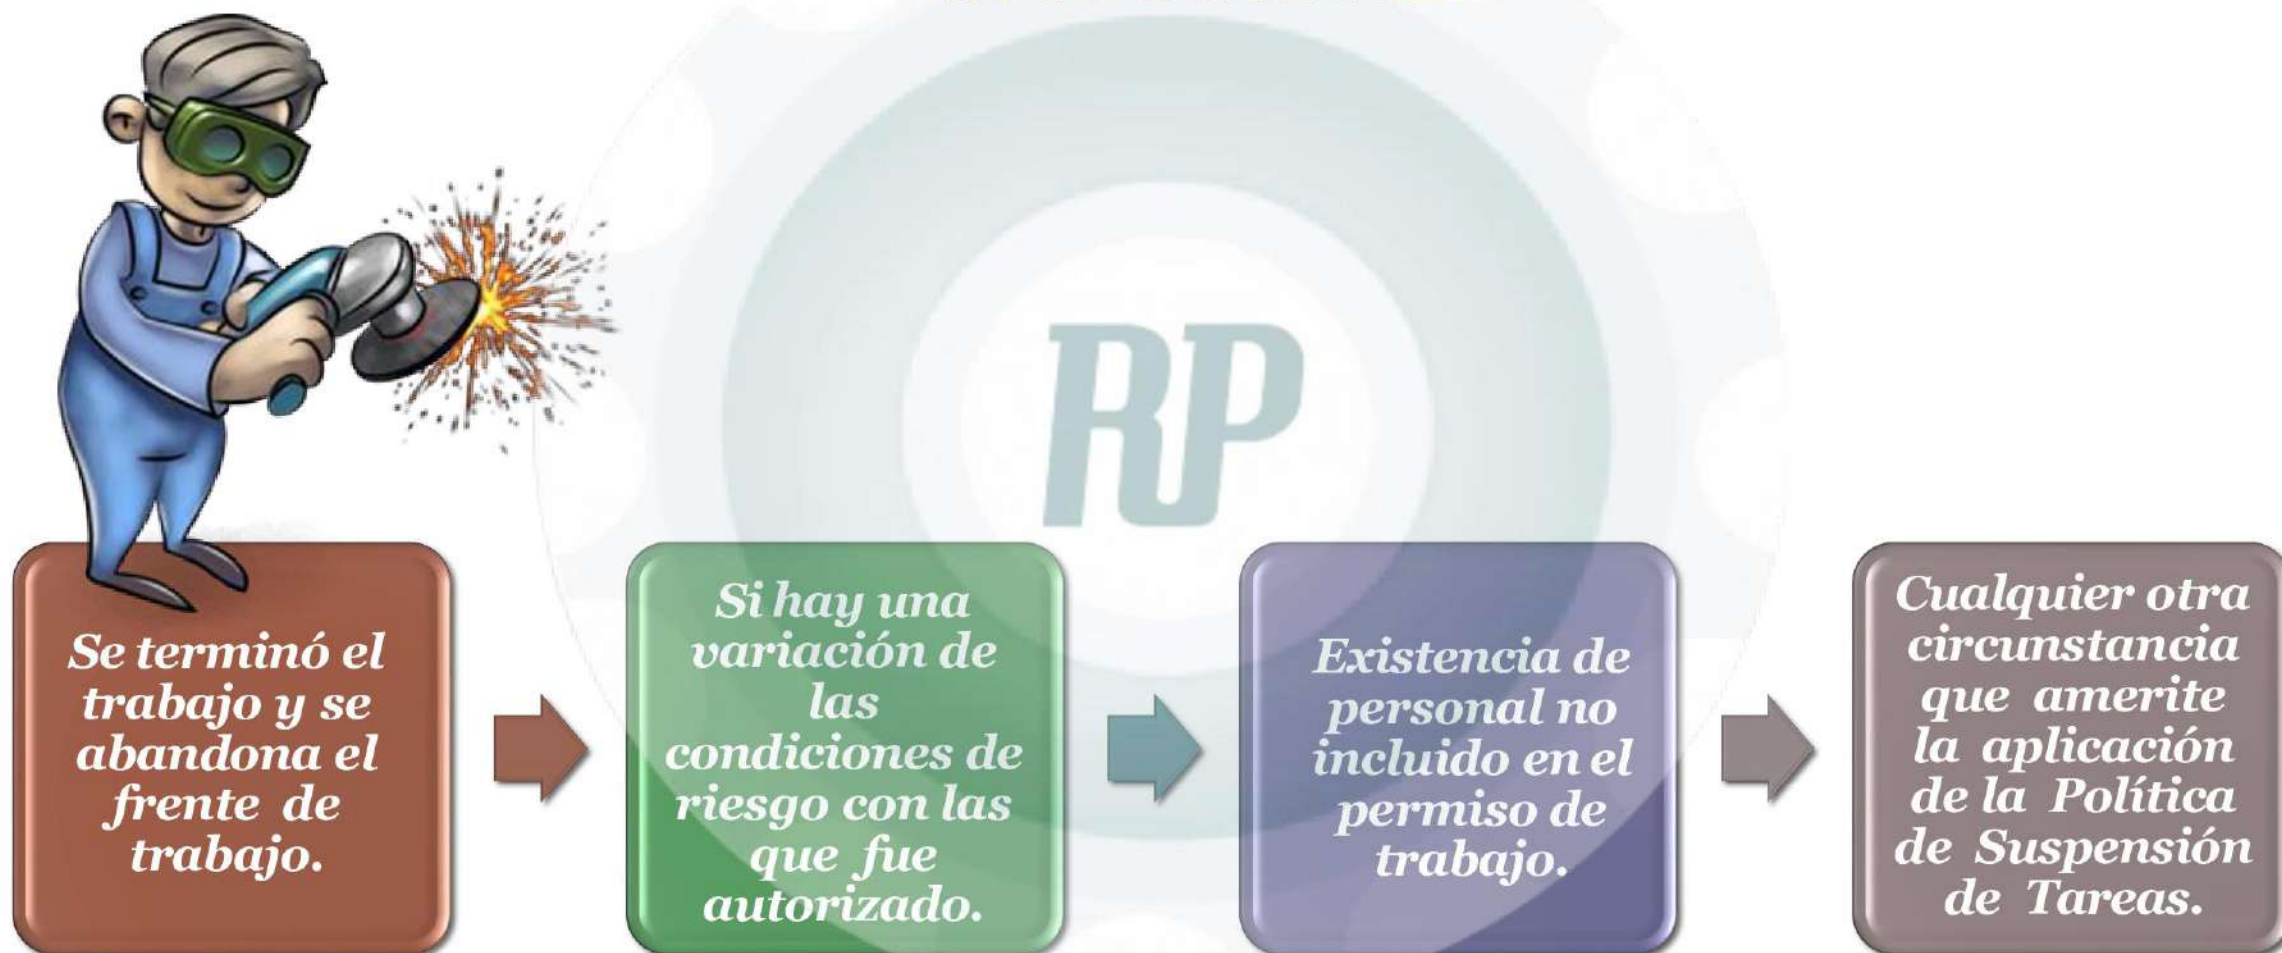 RP
Se terminó el
trabajo y se
abandona el
frente de
trabajo.
Si hay una
variación de
las
condiciones de
riesgo con las
que fue
autorizado.
Existencia de
personal no
incluido en el
permiso de
trabajo.
Cualquier otra
circunstancia
que amerite
la aplicación
de la Política
de Suspensión
de Tareas.